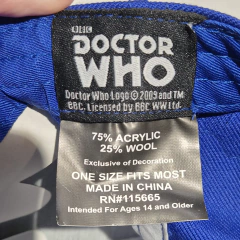 BBC
DOCTOR
WHO
Doctor Who Logo © 2009 and TM
BBC. Licensed by BBC WW Ltd.
75% ACRYLIC
25% WOOL
Exclusive of Decoration
ONE SIZE FITS MOST
MADE IN CHINA
RN#115665
Intended For Ages 14 and Older